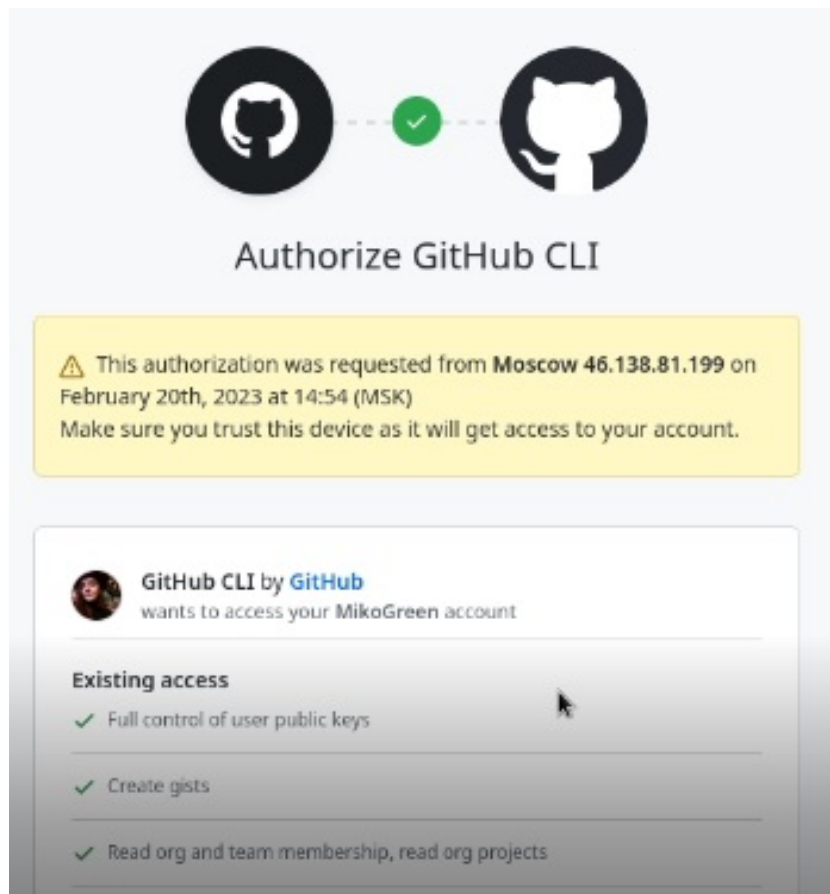 Authorize GitHub CLI
This authorization was requested from Moscow 46.138.81.199 on
February 20th, 2023 at 14:54 (MSK)
Make sure you trust this device as it will get access to your account.
GitHub CLI by GitHub
wants to access your MikoGreen account
Existing access
Full control of user public keys
Create gists
Read org and team membership, read org projects